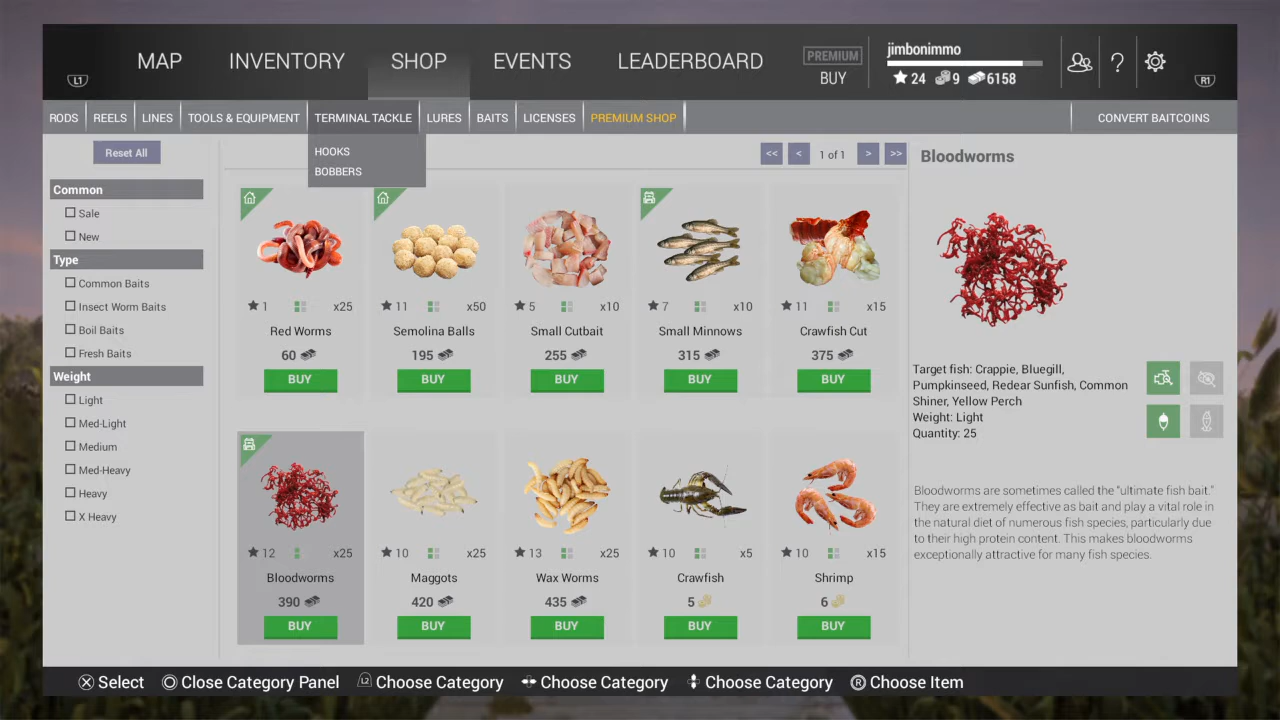 L1
MAP
INVENTORY
SHOP
EVENTS
LEADERBOARD
PREMIUM
BUY
jimbonimmo
24 9 6158
?
R1
RODS
REELS
LINES
TOOLS & EQUIPMENT
TERMINAL TACKLE
LURES
BAITS
LICENSES
PREMIUM SHOP
CONVERT BAITCOINS
HOOKS
BOBBERS
Reset All
Common
Sale
New
Type
Common Baits
Insect Worm Baits
Boil Baits
Fresh Baits
Weight
Light
Med-Light
Medium
Med-Heavy
Heavy
X Heavy
<< < 1 of 1 > >>
1 x25
Red Worms
60
BUY
11 x50
Semolina Balls
195
BUY
5 x10
Small Cutbait
255
BUY
7 x10
Small Minnows
315
BUY
11 x15
Crawfish Cut
375
BUY
12 x25
Bloodworms
390
BUY
10 x25
Maggots
420
BUY
13 x25
Wax Worms
435
BUY
10 x5
Crawfish
5
BUY
10 x15
Shrimp
6
BUY
Bloodworms
Target fish: Crappie, Bluegill,
Pumpkinseed, Redear Sunfish, Common
Shiner, Yellow Perch
Weight: Light
Quantity: 25
Bloodworms are sometimes called the "ultimate fish bait."
They are extremely effective as bait and play a vital role in
the natural diet of numerous fish species, particularly due
to their high protein content. This makes bloodworms
exceptionally attractive for many fish species.
Select
Close Category Panel
L2 Choose Category
Choose Category
Choose Category
R Choose Item